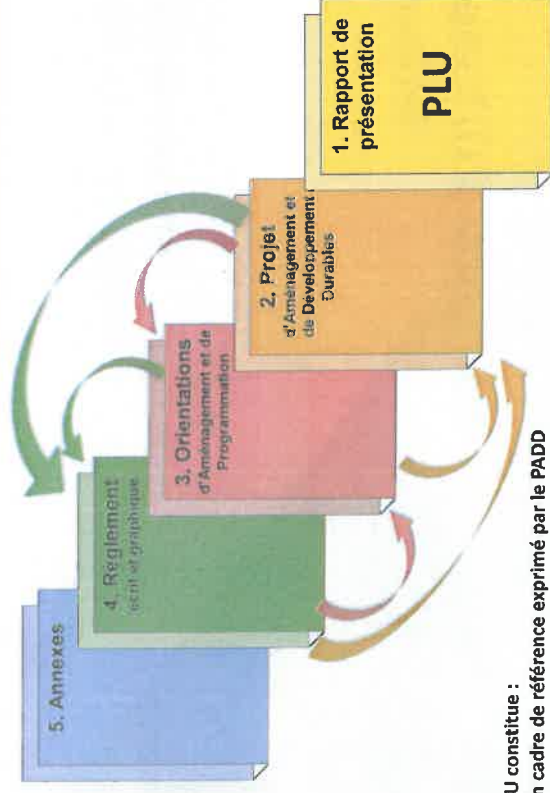 1. Rapport de
présentation
PLU
2. Projet
d'Aménagement et
de Développement
Durables
3. Orientations
d'Aménagement et de
Programmation
4. Règlement
écrit et graphique
5. Annexes
U constitue :
n cadre de référence exprimé par le PADD